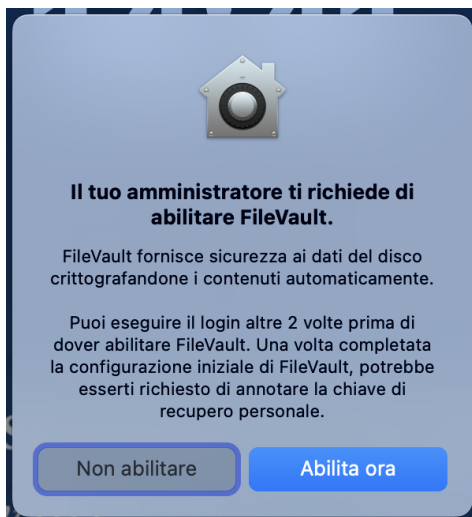 Il tuo amministratore ti richiede di
abilitare FileVault.
FileVault fornisce sicurezza ai dati del disco
crittografandone i contenuti automaticamente.
Puoi eseguire il login altre 2 volte prima di
dover abilitare FileVault. Una volta completata
la configurazione iniziale di FileVault, potrebbe
esserti richiesto di annotare la chiave di
recupero personale.
Non abilitare
Abilita ora